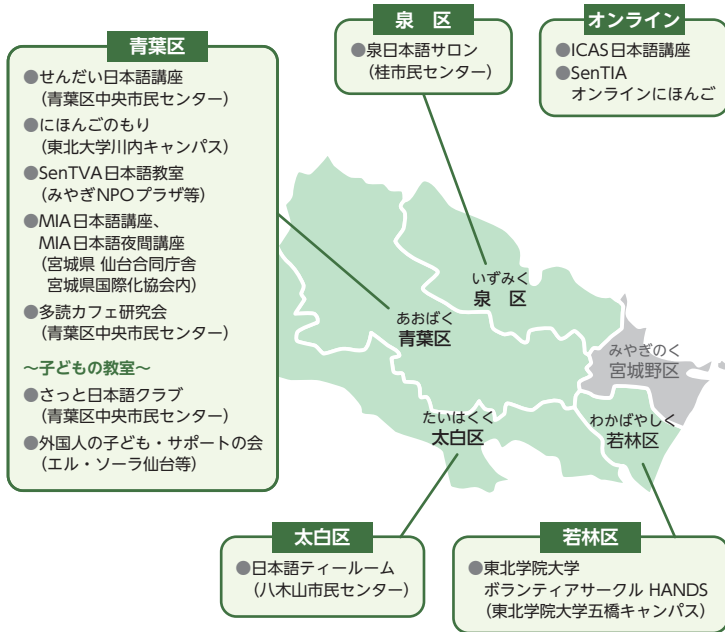 青葉区
●せんだい日本語講座
(青葉区中央市民センター)
●にほんごのもり
(東北大学川内キャンパス)
●SenTVA日本語教室
(みやぎNPOプラザ等)
●MIA日本語講座、
MIA日本語夜間講座
(宮城県 仙台合同庁舎
宮城県国際化協会内)
●多読カフェ研究会
(青葉区中央市民センター)
~子どもの教室~
●さっと日本語クラブ
(青葉区中央市民センター)
●外国人の子ども・サポートの会
(エル・ソーラ仙台等)
泉 区
●泉日本語サロン
(桂市民センター)
オンライン
●ICAS日本語講座
●SenTIA
オンラインにほんご
いずみく
泉 区
あおばく
青葉区
みやぎのく
宮城野区
たいはくく
太白区
わかばやしく
若林区
太白区
●日本語ティールーム
(八木山市民センター)
若林区
●東北学院大学
ボランティアサークル HANDS
(東北学院大学五橋キャンパス)